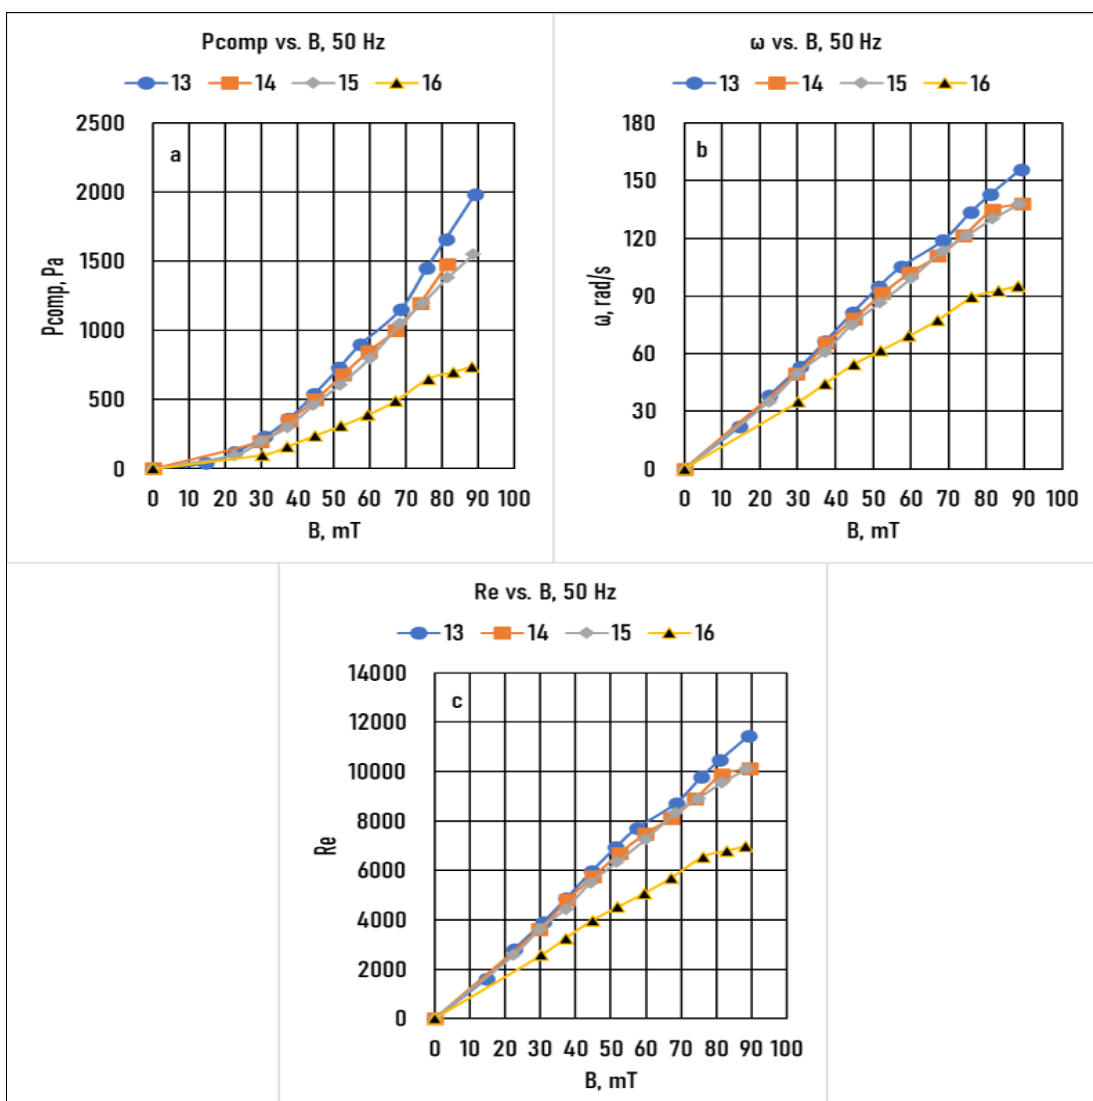 Pcomp vs. B, 50 Hz
13 14 15 16
Pcomp, Pa
2500
2000
1500
1000
500
0
a
0 10 20 30 40 50 60 70 80 90 100
B, mT
ω vs. B, 50 Hz
13 14 15 16
ω, rad/s
180
150
120
90
60
30
0
b
0 10 20 30 40 50 60 70 80 90 100
B, mT
Re vs. B, 50 Hz
13 14 15 16
Re
14000
12000
10000
8000
6000
4000
2000
0
c
0 10 20 30 40 50 60 70 80 90 100
B, mT